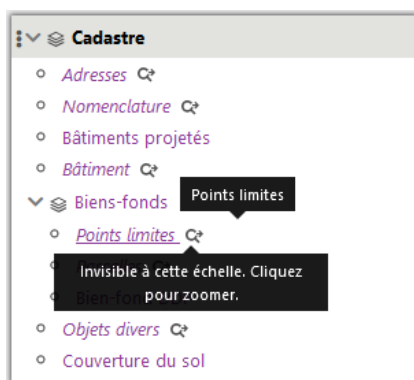 Cadastre
Adresses
Nomenclature
Bâtiments projetés
Bâtiment
Biens-fonds
Points limites
Points limites
Invisible à cette échelle. Cliquez
pour zoomer.
Objets divers
Couverture du sol